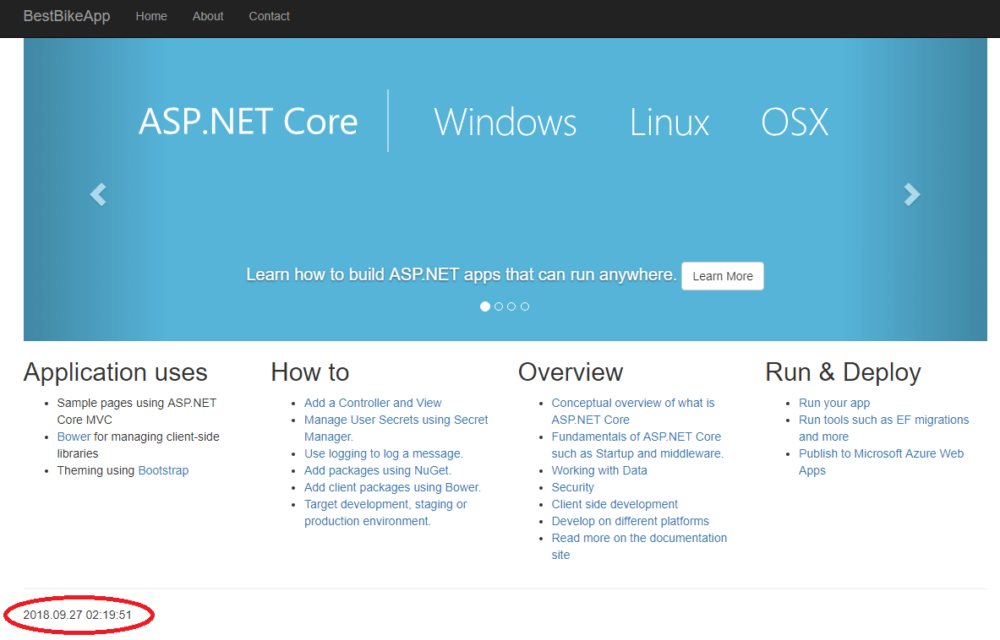 BestBikeApp Home About Contact
ASP.NET Core Windows Linux OSX
Learn how to build ASP.NET apps that can run anywhere. Learn More
Application uses
Sample pages using ASP.NET
Core MVC
Bower for managing client-side
libraries
Theming using Bootstrap
How to
Add a Controller and View
Manage User Secrets using Secret
Manager.
Use logging to log a message.
Add packages using NuGet.
Add client packages using Bower.
Target development, staging or
production environment.
Overview
Conceptual overview of what is
ASP.NET Core
Fundamentals of ASP.NET Core
such as Startup and middleware.
Working with Data
Security
Client side development
Develop on different platforms
Read more on the documentation
site
Run & Deploy
Run your app
Run tools such as EF migrations
and more
Publish to Microsoft Azure Web
Apps
2018.09.27 02:19:51